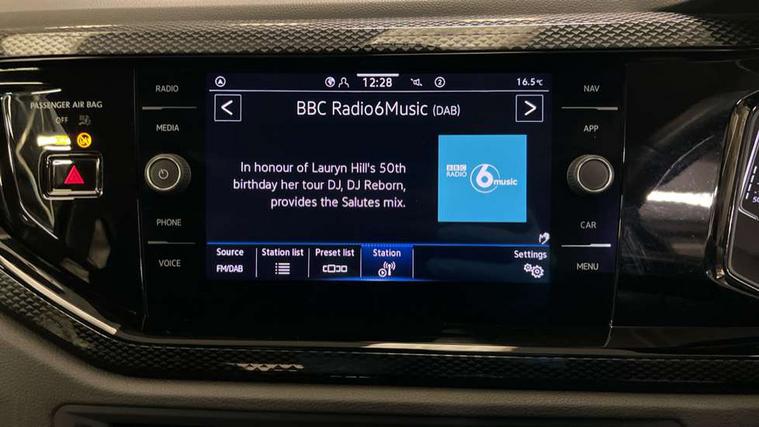 RADIO
MEDIA
PHONE
VOICE
PASSENGER AIR BAG
OFF
12:28
2
16.5°C
<
BBC Radio6Music (DAB)
>
In honour of Lauryn Hill's 50th
birthday her tour DJ, DJ Reborn,
provides the Salutes mix.
BBC
RADIO
6
music
Source
FM/DAB
Station list
Preset list
Station
Settings
NAV
APP
CAR
MENU
50